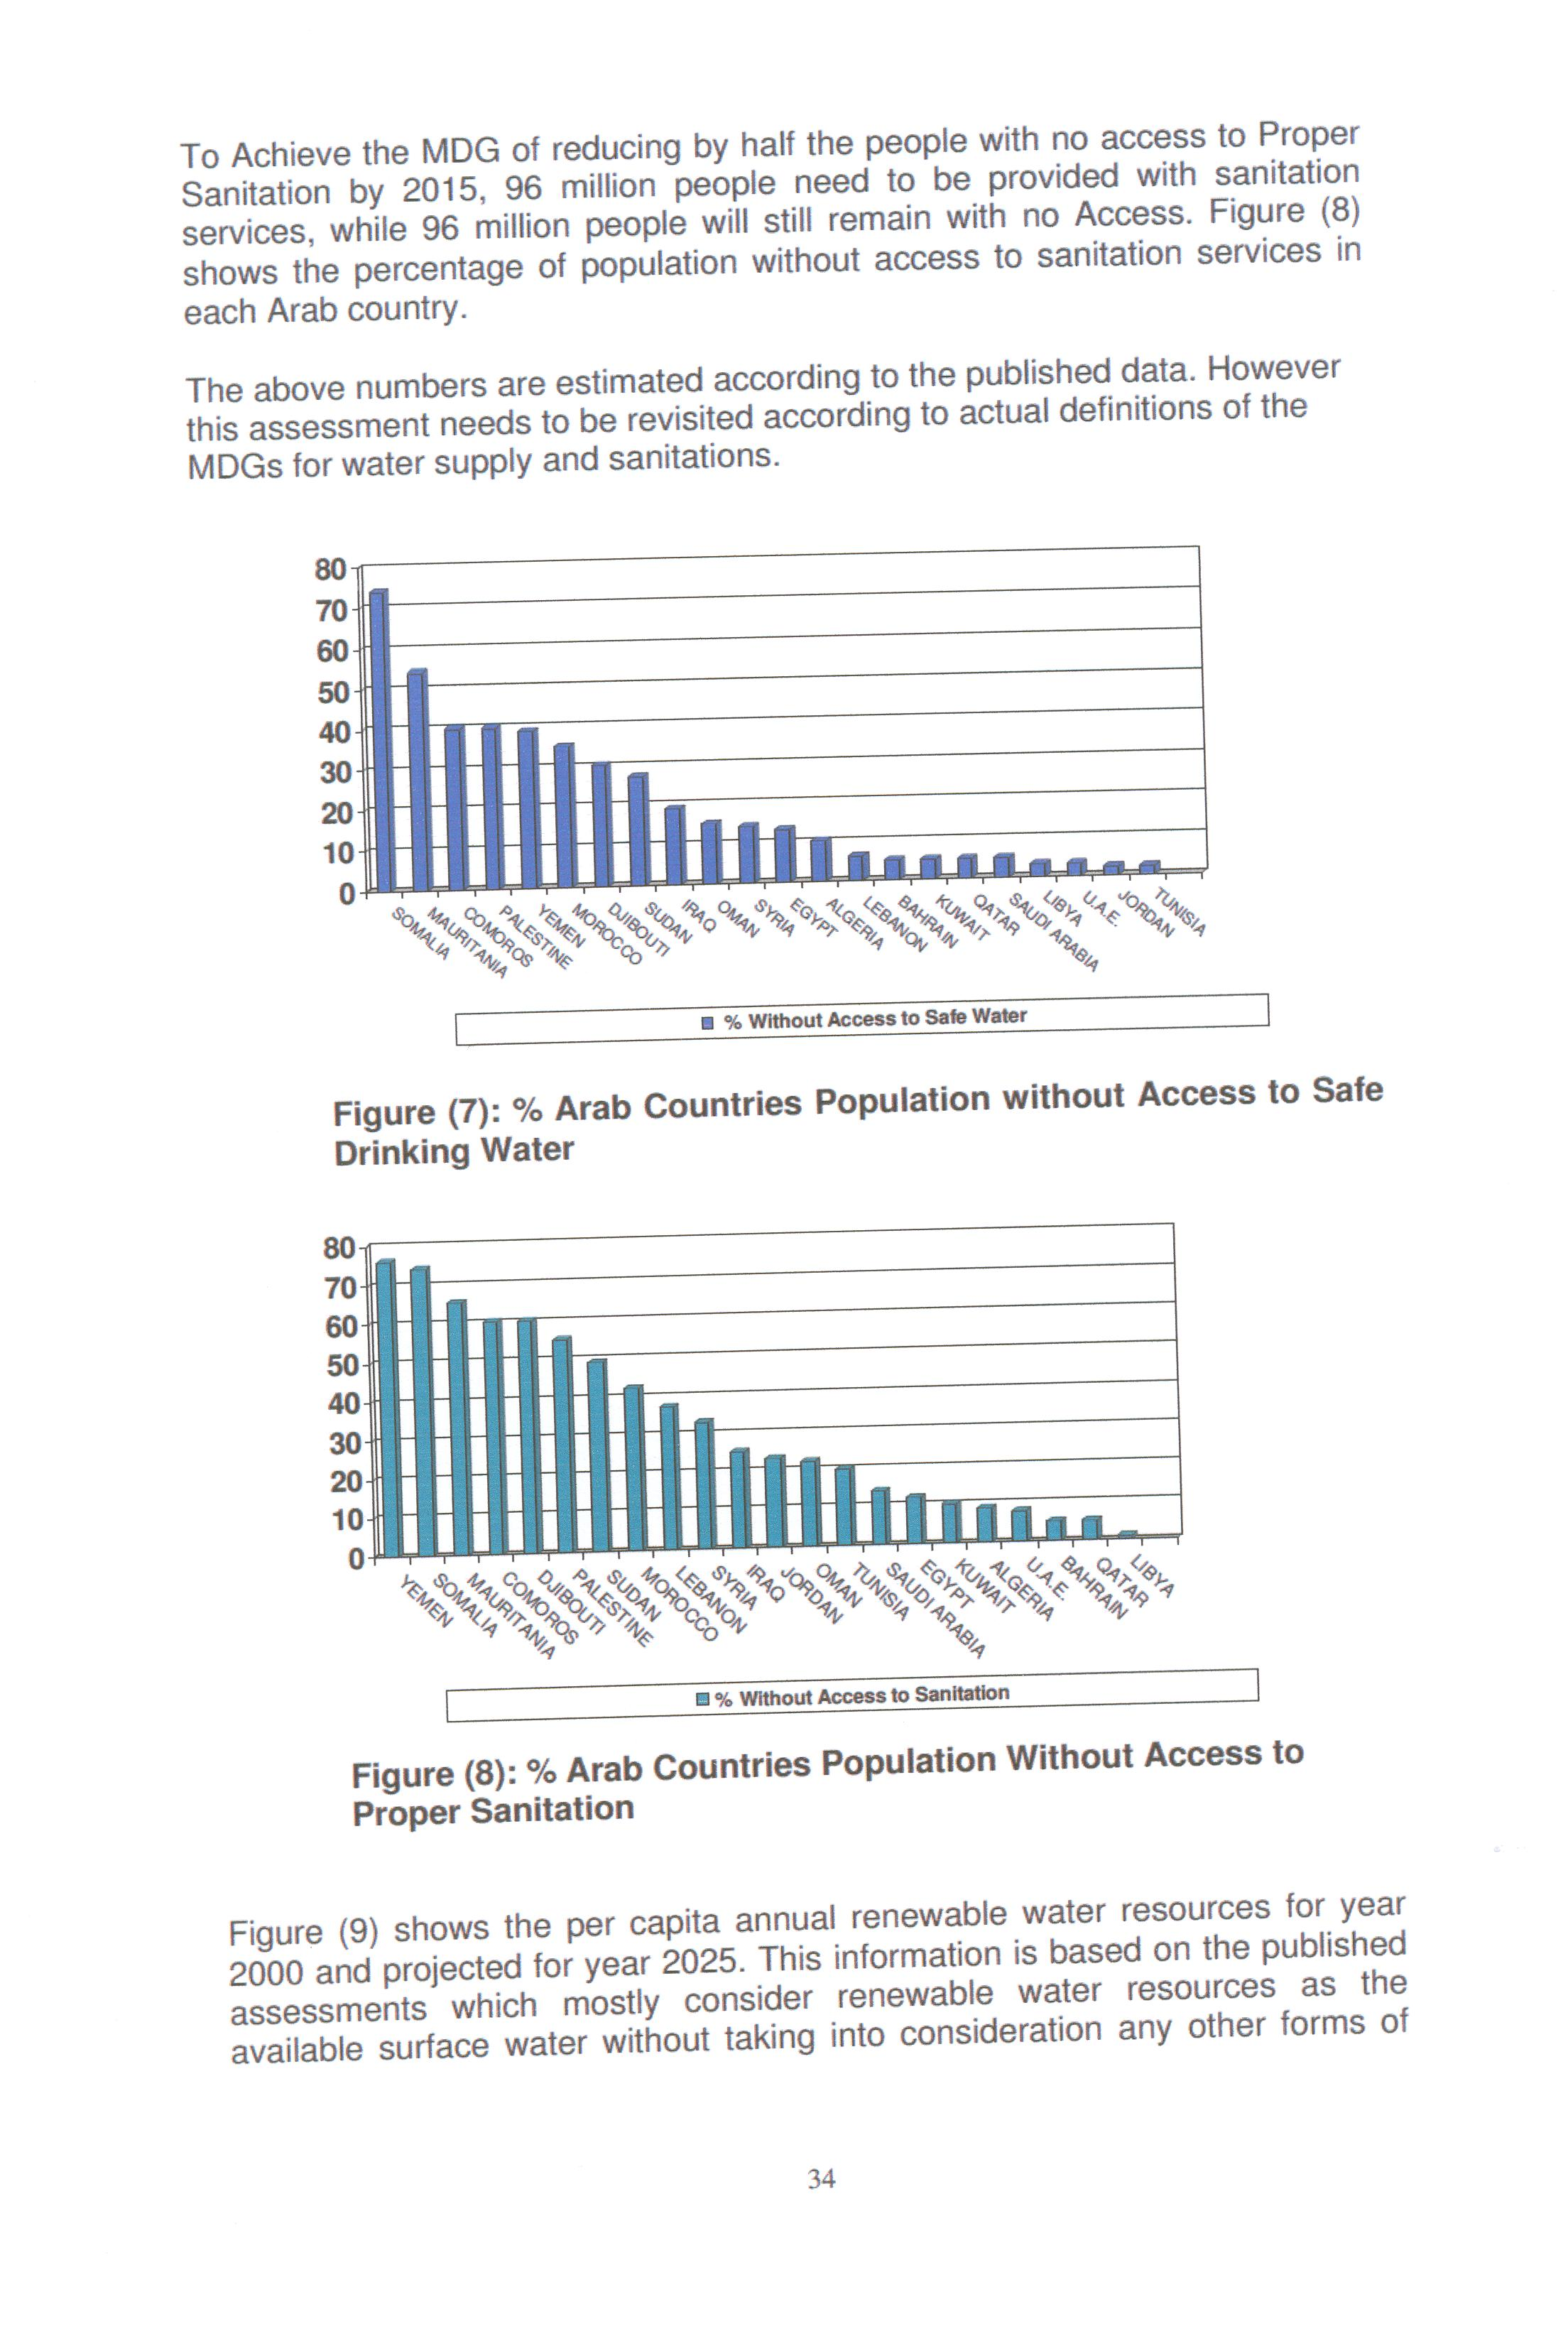 To Achieve the MDG of reducing by half the people with no access to Proper
Sanitation by 2015, 96 million people need to be provided with sanitation
services, while 96 million people will still remain with no Access. Figure (8)
shows the percentage of population without access to sanitation services in
each Arab country.
The above numbers are estimated according to the published data. However
this assessment needs to be revisited according to actual definitions of the
MDGs for water supply and sanitations.
80
70
60
50
40
30
20
10
0
SOMALIA
MAURITANIA
COMOROS
PALESTINE
YEMEN
MOROCCO
DJIBOUTI
SUDAN
IRAQ
OMAN
SYRIA
EGYPT
ALGERIA
LEBANON
BAHRAIN
KUWAIT
QATAR
SAUDI ARABIA
LIBYA
U.A.E.
JORDAN
TUNISIA
% Without Access to Safe Water
Figure (7): % Arab Countries Population without Access to Safe
Drinking Water
80
70
60
50
40
30
20
10
0
YEMEN
SOMALIA
MAURITANIA
COMOROS
DJIBOUTI
PALESTINE
SUDAN
MOROCCO
LEBANON
SYRIA
IRAQ
JORDAN
OMAN
TUNISIA
SAUDI ARABIA
EGYPT
KUWAIT
ALGERIA
U.A.E.
BAHRAIN
QATAR
LIBYA
% Without Access to Sanitation
Figure (8): % Arab Countries Population Without Access to
Proper Sanitation
Figure (9) shows the per capita annual renewable water resources for year
2000 and projected for year 2025. This information is based on the published
assessments which mostly consider renewable water resources as the
available surface water without taking into consideration any other forms of
34